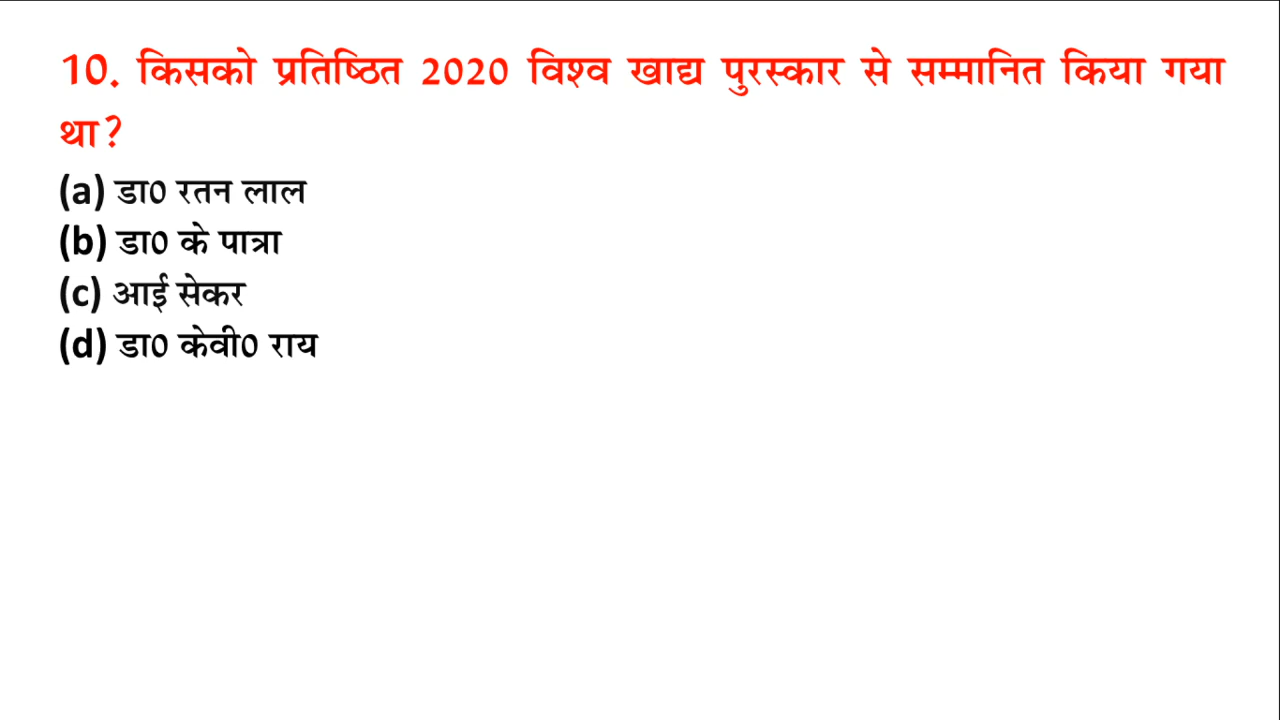 10. किसको प्रतिष्ठित 2020 विश्व खाद्य पुरस्कार से सम्मानित किया गया
था?
(a) डा0 रतन लाल
(b) डा0 के पात्रा
(c) आई सेकर
(d) डा0 केवी0 राय